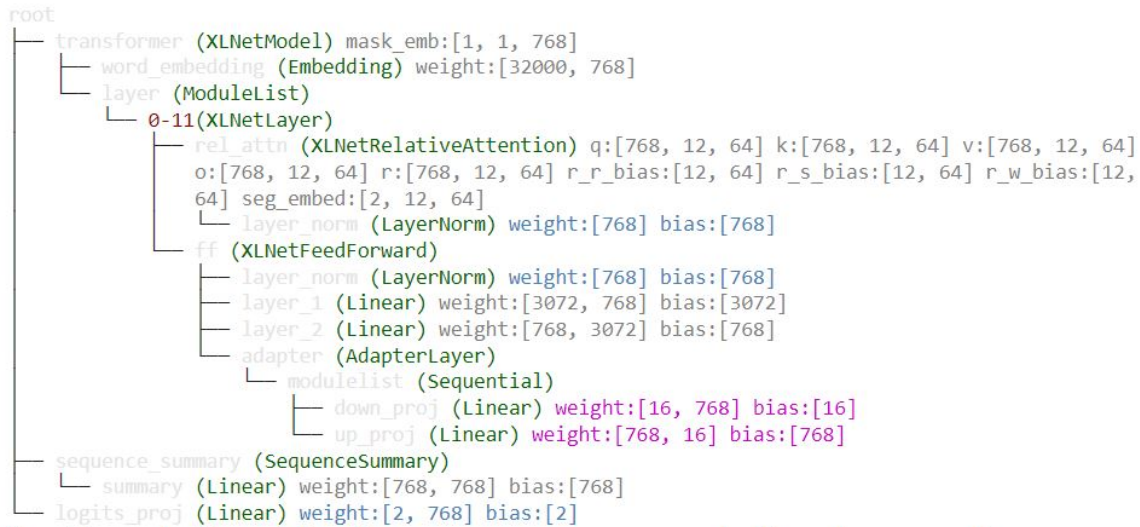 root
├── transformer (XLNetModel) mask_emb:[1, 1, 768]
│   ├── word_embedding (Embedding) weight:[32000, 768]
│   └── layer (ModuleList)
│       └── 0-11(XLNetLayer)
│           ├── rel_attn (XLNetRelativeAttention) q:[768, 12, 64] k:[768, 12, 64] v:[768, 12, 64]
│           │   o:[768, 12, 64] r:[768, 12, 64] r_r_bias:[12, 64] r_s_bias:[12, 64] r_w_bias:[12,
│           │   64] seg_embed:[2, 12, 64]
│           │   └── layer_norm (LayerNorm) weight:[768] bias:[768]
│           └── ff (XLNetFeedForward)
│               ├── layer_norm (LayerNorm) weight:[768] bias:[768]
│               ├── layer_1 (Linear) weight:[3072, 768] bias:[3072]
│               ├── layer_2 (Linear) weight:[768, 3072] bias:[768]
│               └── adapter (AdapterLayer)
│                   └── modulelist (Sequential)
│                       ├── down_proj (Linear) weight:[16, 768] bias:[16]
│                       └── up_proj (Linear) weight:[768, 16] bias:[768]
├── sequence_summary (SequenceSummary)
│   └── summary (Linear) weight:[768, 768] bias:[768]
└── logits_proj (Linear) weight:[2, 768] bias:[2]